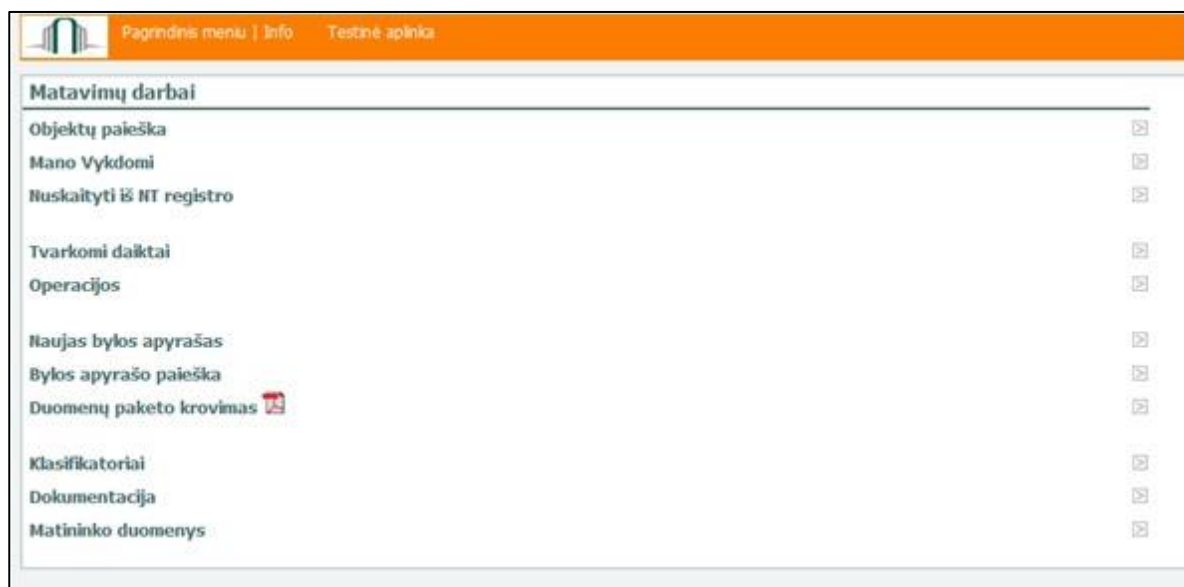 Pagrindinis meniu | Info Testinė aplinka
Matavimų darbai
Objektų paieška
Mano Vykdomi
Nuskaityti iš NT registro
Tvarkomi daiktai
Operacijos
Naujas bylos apyrašas
Bylos apyrašo paieška
Duomenų paketo krovimas
Klasifikatoriai
Dokumentacija
Matininko duomenys